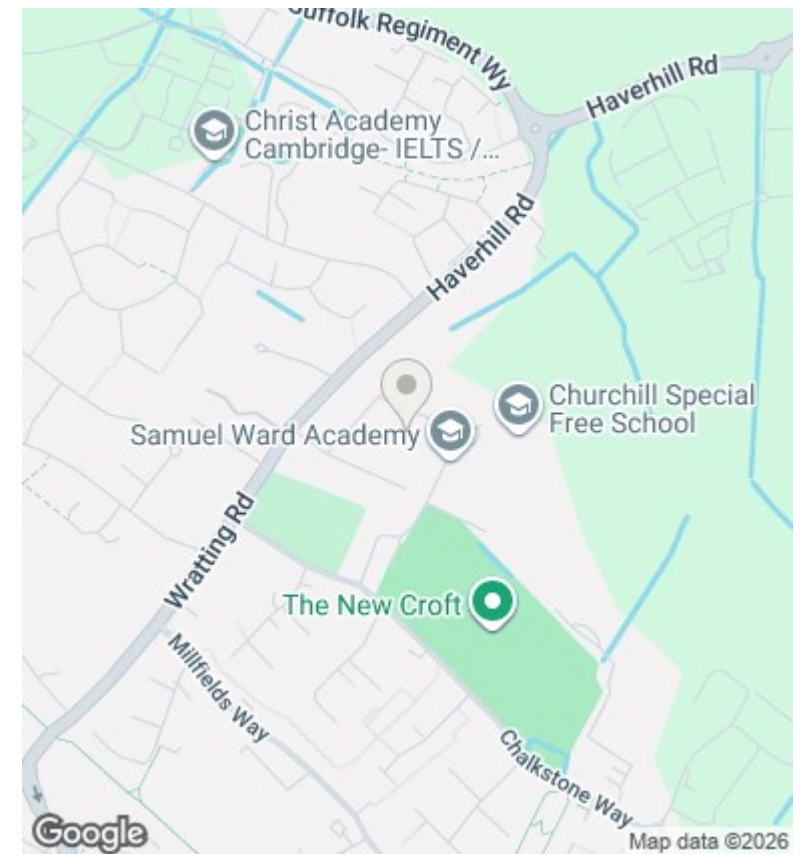 Suffolk Regiment Wy
Haverhill Rd
Christ Academy
Cambridge- IELTS /...
Haverhill Rd
Churchill Special
Free School
Samuel Ward Academy
Wratting Rd
The New Croft
Millfields Way
Chalkstone Way
Google
Map data ©2026